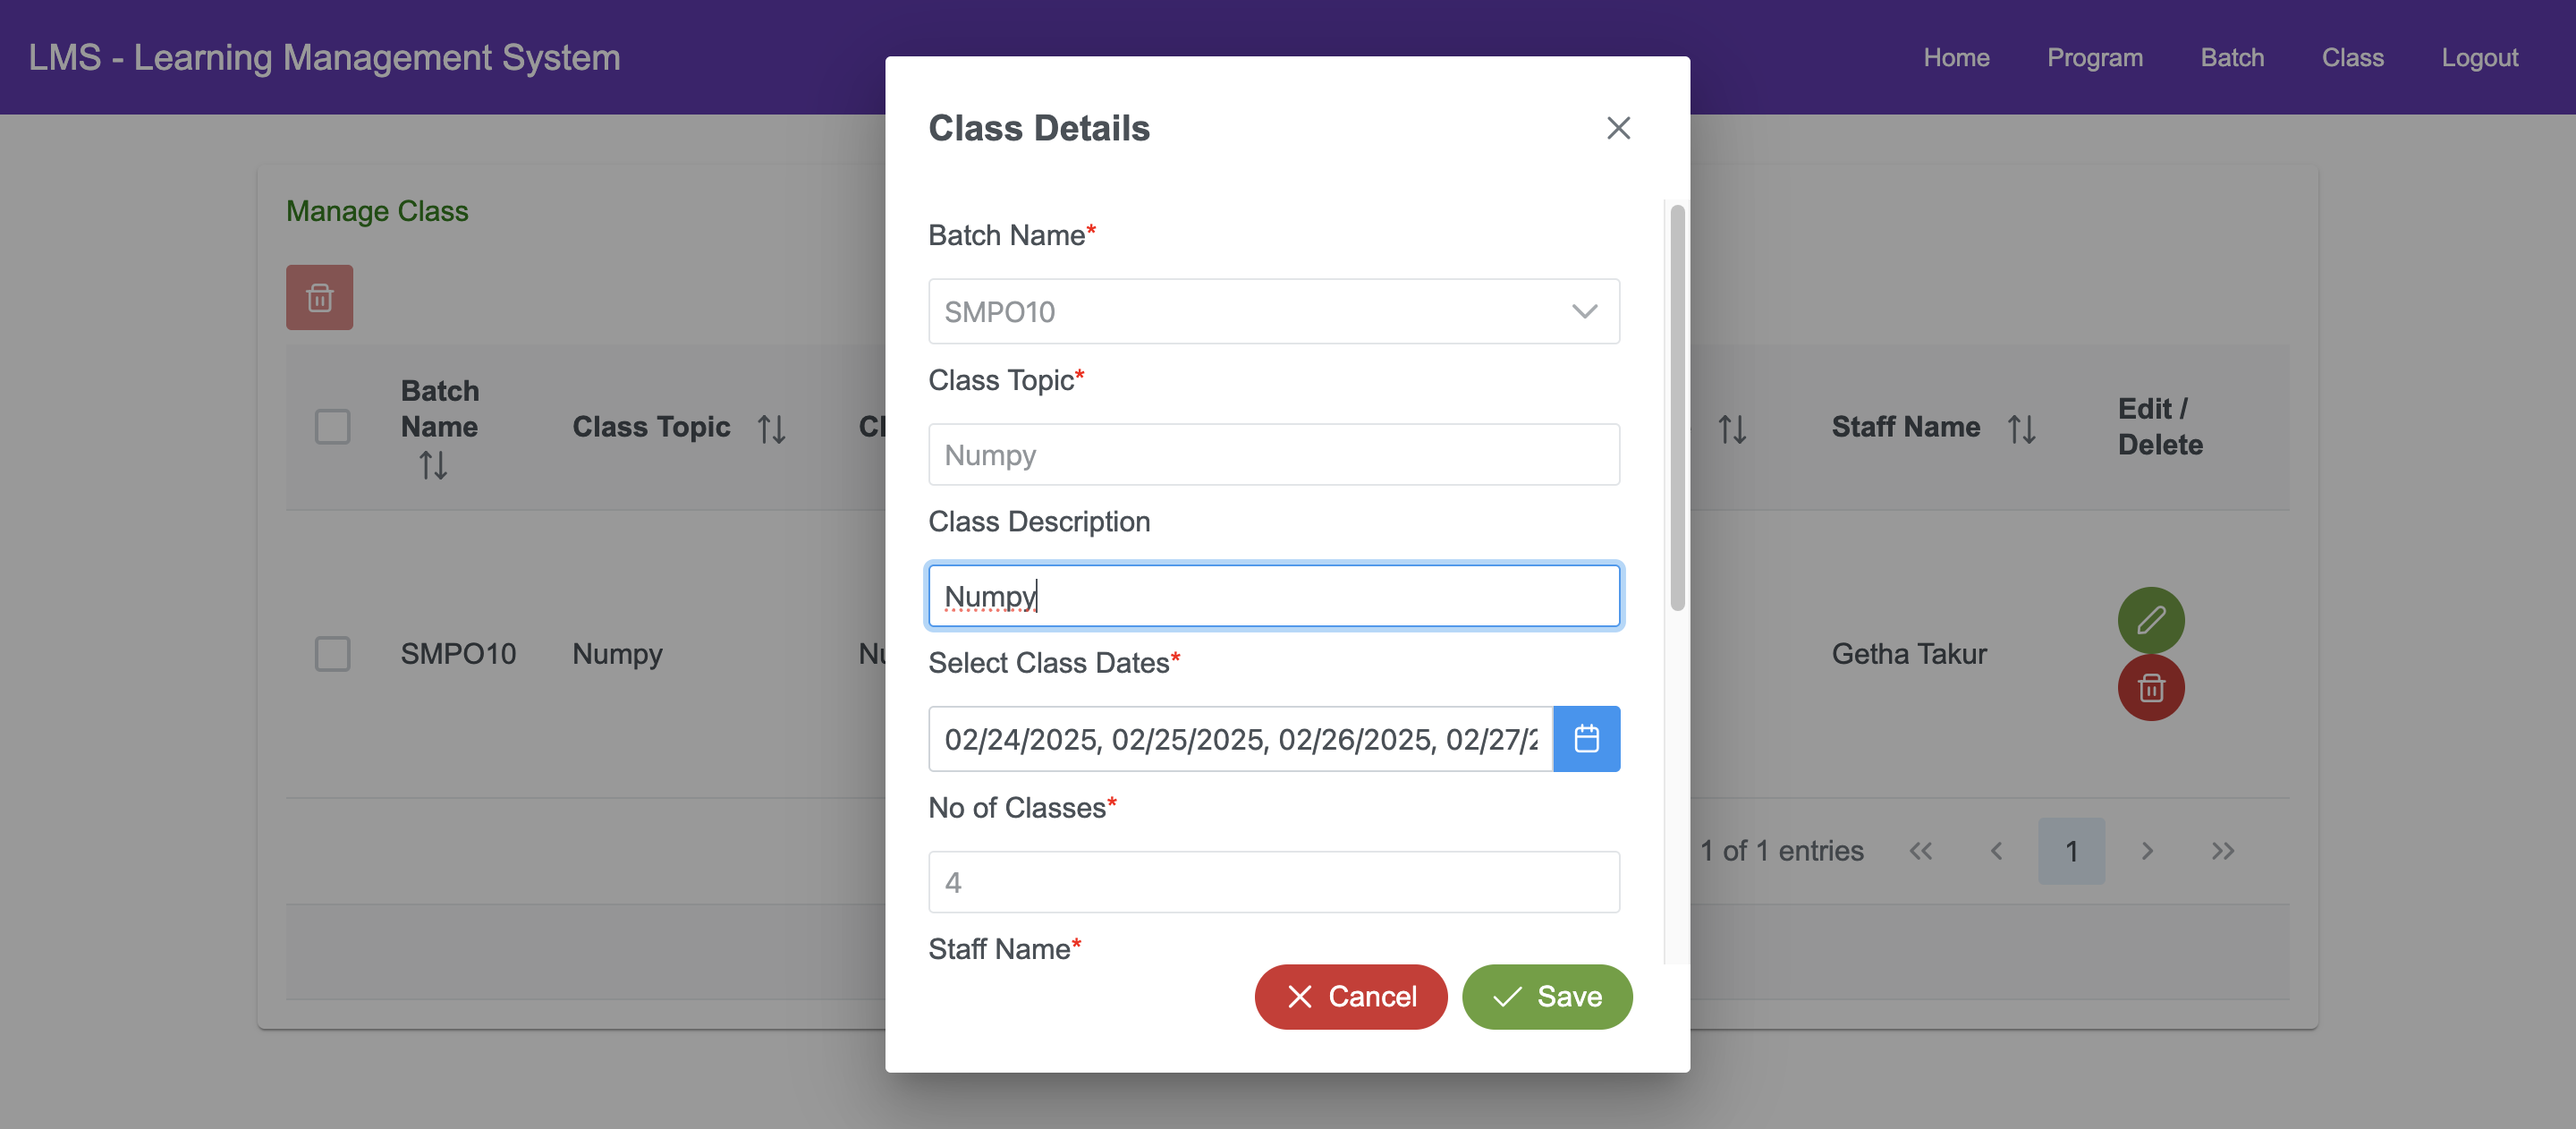 LMS - Learning Management System
Home
Program
Batch
Class
Logout
Manage Class
Batch
Name
Class Topic
Staff Name
Edit /
Delete
SMPO10
Numpy
Getha Takur
1 of 1 entries
1
Class Details
Batch Name*
SMPO10
Class Topic*
Numpy
Class Description
Numpy
Select Class Dates*
02/24/2025, 02/25/2025, 02/26/2025, 02/27/2
No of Classes*
4
Staff Name*
Cancel
Save